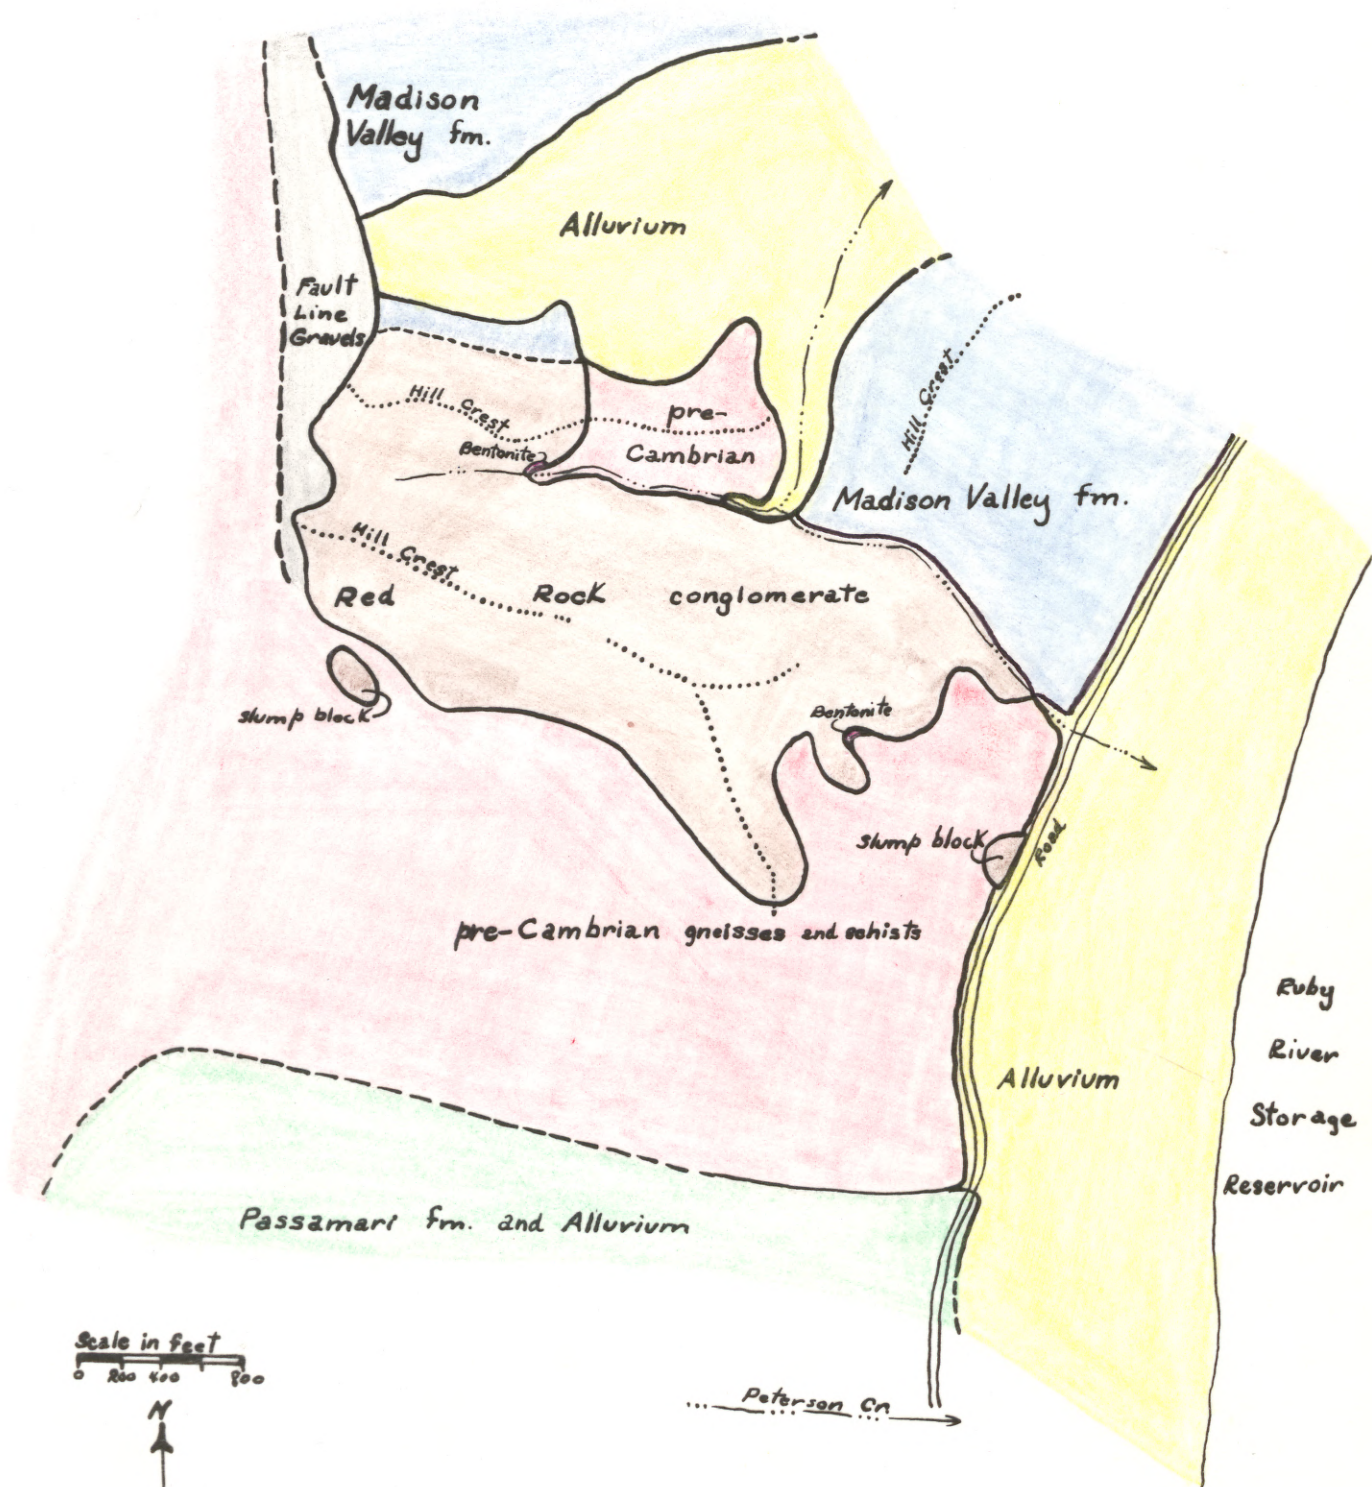 Madison
Valley fm.
Alluvium
Fault
Line
Gravels
Hill Crest
pre-
Cambrian
Bentonite
Hill Crest
Madison Valley fm.
Hill Crest
Red Rock conglomerate
slump block
Bentonite
slump block
Road
pre-Cambrian gneisses and schists
Ruby
River
Storage
Reservoir
Alluvium
Passamari fm. and Alluvium
Scale in feet
0 200 400 800
N
Peterson Cn